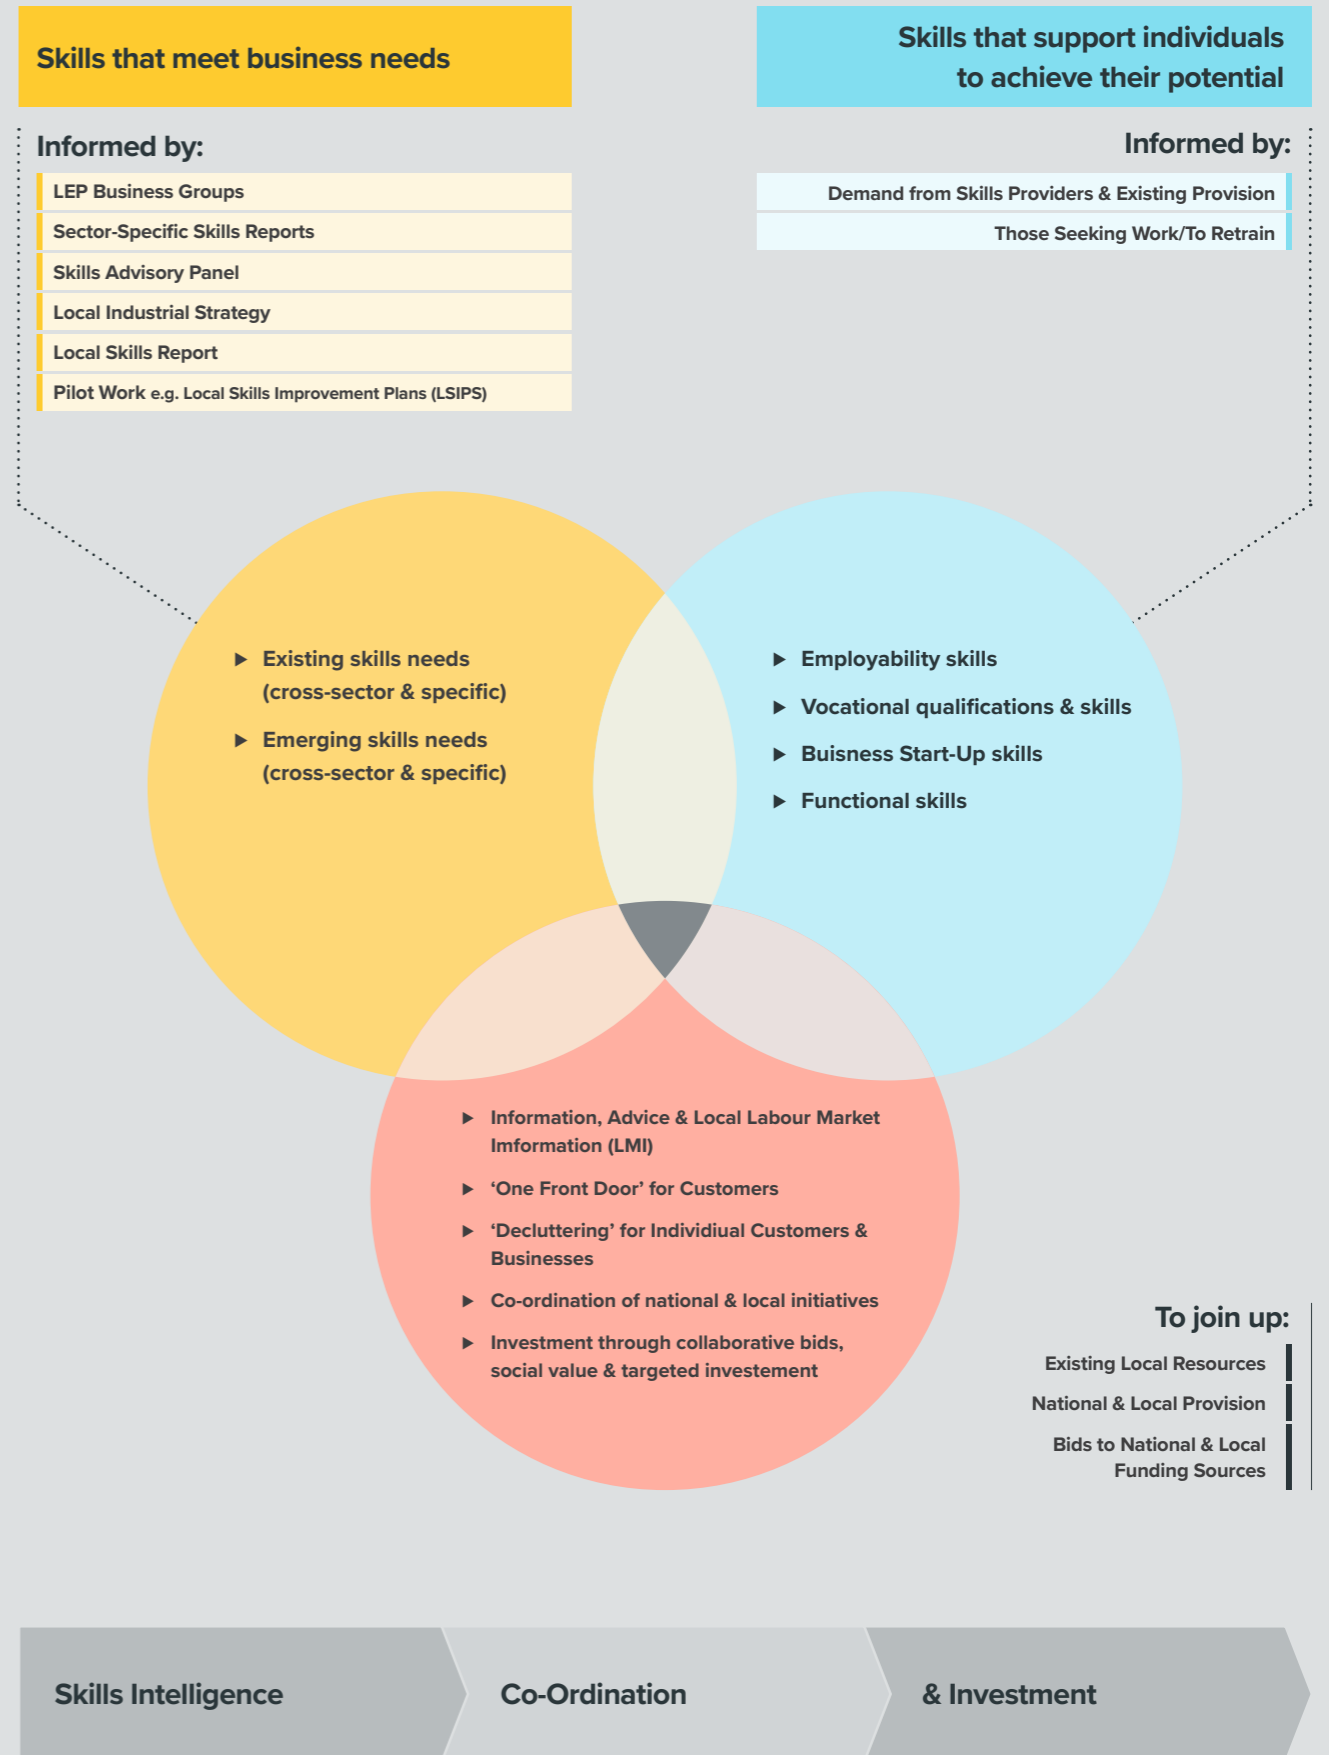 Skills that meet business needs
Informed by:
LEP Business Groups
Sector-Specific Skills Reports
Skills Advisory Panel
Local Industrial Strategy
Local Skills Report
Pilot Work e.g. Local Skills Improvement Plans (LSIPS)
Skills that support individuals
to achieve their potential
Informed by:
Demand from Skills Providers & Existing Provision
Those Seeking Work/To Retrain
▶ Existing skills needs
(cross-sector & specific)
▶ Emerging skills needs
(cross-sector & specific)
▶ Employability skills
▶ Vocational qualifications & skills
▶ Buisness Start-Up skills
▶ Functional skills
▶ Information, Advice & Local Labour Market
Imformation (LMI)
▶ ‘One Front Door’ for Customers
▶ ‘Decluttering’ for Individiual Customers &
Businesses
▶ Co-ordination of national & local initiatives
▶ Investment through collaborative bids,
social value & targeted investement
To join up:
Existing Local Resources
National & Local Provision
Bids to National & Local
Funding Sources
Skills Intelligence
Co-Ordination
& Investment